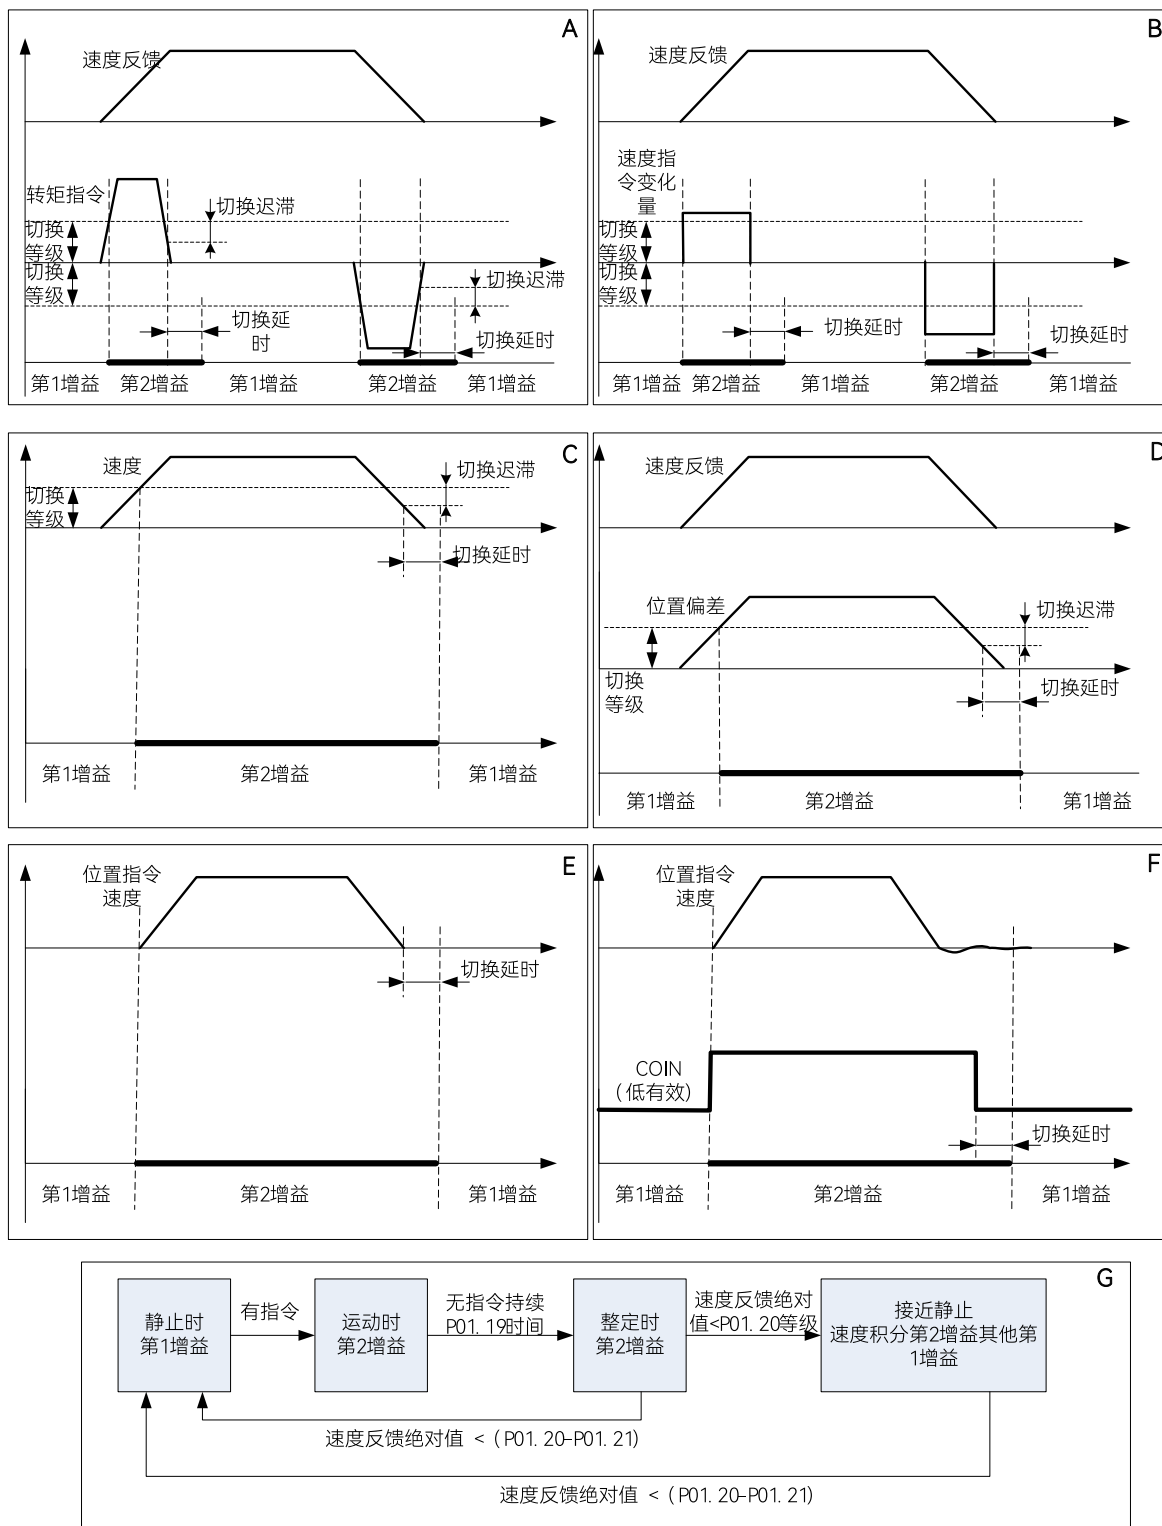 A
速度反馈
转矩指令
切换迟滞
切换
等级
切换
等级
切换迟滞
切换延
时
切换延时
第1增益
第2增益
第1增益
第2增益
第1增益
B
速度反馈
速度指
令变化
量
切换
等级
切换
等级
切换延时
切换延时
第1增益
第2增益
第1增益
第2增益
第1增益
C
速度
切换迟滞
切换
等级
切换延时
第1增益
第2增益
第1增益
D
速度反馈
位置偏差
切换迟滞
切换
等级
切换延时
第1增益
第2增益
第1增益
E
位置指令
速度
切换延时
第1增益
第2增益
第1增益
F
位置指令
速度
COIN
(低有效)
切换延时
第1增益
第2增益
第1增益
G
静止时
第1增益
有指令
运动时
第2增益
无指令持续
P01.19时间
整定时
第2增益
速度反馈绝对
值<P01.20等级
接近静止
速度积分第2增益其他第
1增益
速度反馈绝对值 < (P01.20-P01.21)
速度反馈绝对值 < (P01.20-P01.21)